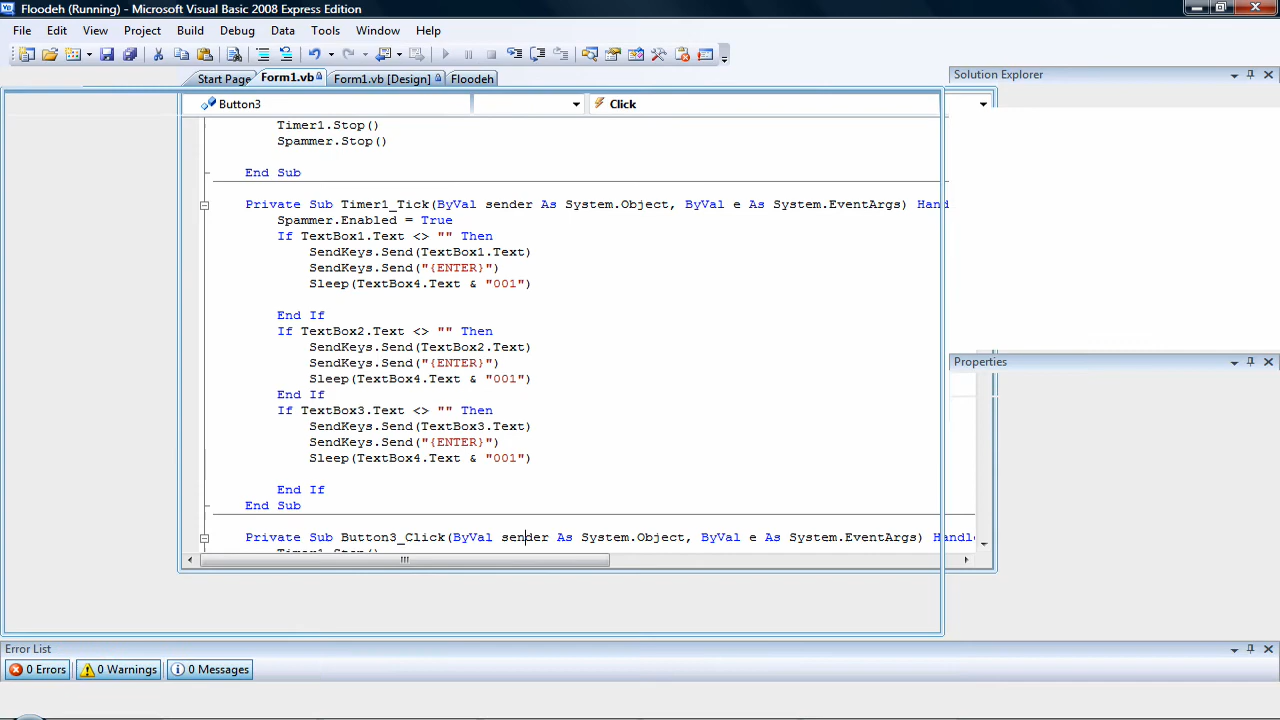 Floodeh (Running) - Microsoft Visual Basic 2008 Express Edition
File Edit View Project Build Debug Data Tools Window Help
Start Page Form1.vb Form1.vb [Design] Floodeh
Solution Explorer
Button3 Click
Timer1.Stop()
Spammer.Stop()
End Sub
Private Sub Timer1_Tick(ByVal sender As System.Object, ByVal e As System.EventArgs) Hand
Spammer.Enabled = True
If TextBox1.Text <> "" Then
SendKeys.Send(TextBox1.Text)
SendKeys.Send("{ENTER}")
Sleep(TextBox4.Text & "001")
End If
If TextBox2.Text <> "" Then
SendKeys.Send(TextBox2.Text)
SendKeys.Send("{ENTER}")
Sleep(TextBox4.Text & "001")
End If
If TextBox3.Text <> "" Then
SendKeys.Send(TextBox3.Text)
SendKeys.Send("{ENTER}")
Sleep(TextBox4.Text & "001")
End If
End Sub
Private Sub Button3_Click(ByVal sender As System.Object, ByVal e As System.EventArgs) Handl
Timer1.Stop()
Properties
Error List
0 Errors 0 Warnings 0 Messages